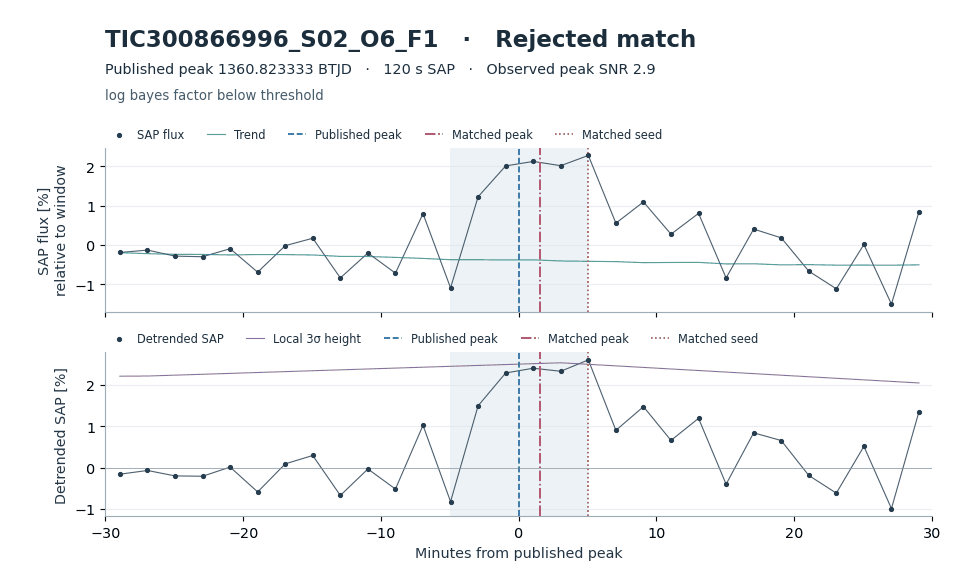 TIC300866996_S02_O6_F1 · Rejected match
Published peak 1360.823333 BTJD · 120 s SAP · Observed peak SNR 2.9
log bayes factor below threshold
SAP flux Trend Published peak Matched peak Matched seed
SAP flux [%]
relative to window
2
1
0
−1
Detrended SAP Local 3σ height Published peak Matched peak Matched seed
Detrended SAP [%]
2
1
0
−1
−30 −20 −10 0 10 20 30
Minutes from published peak